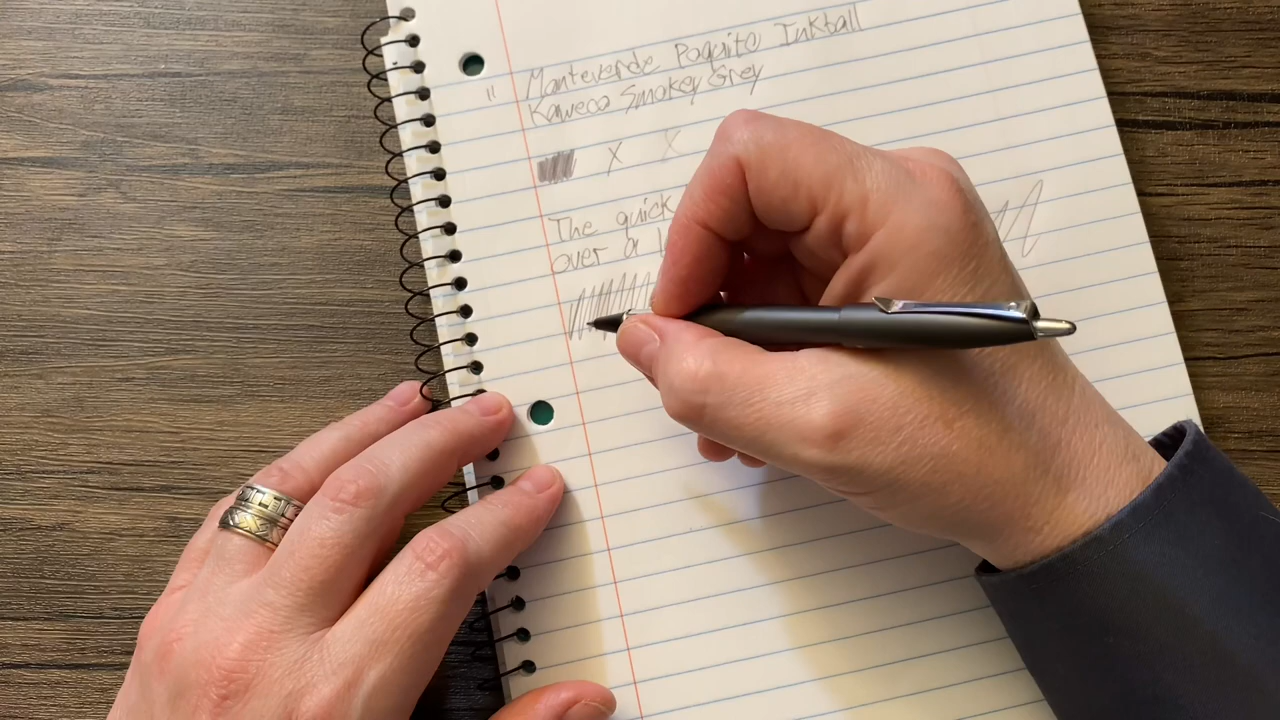 Monteverde Poquito Inkball
" Kaweco Smokey Grey
X X
The quick
over a